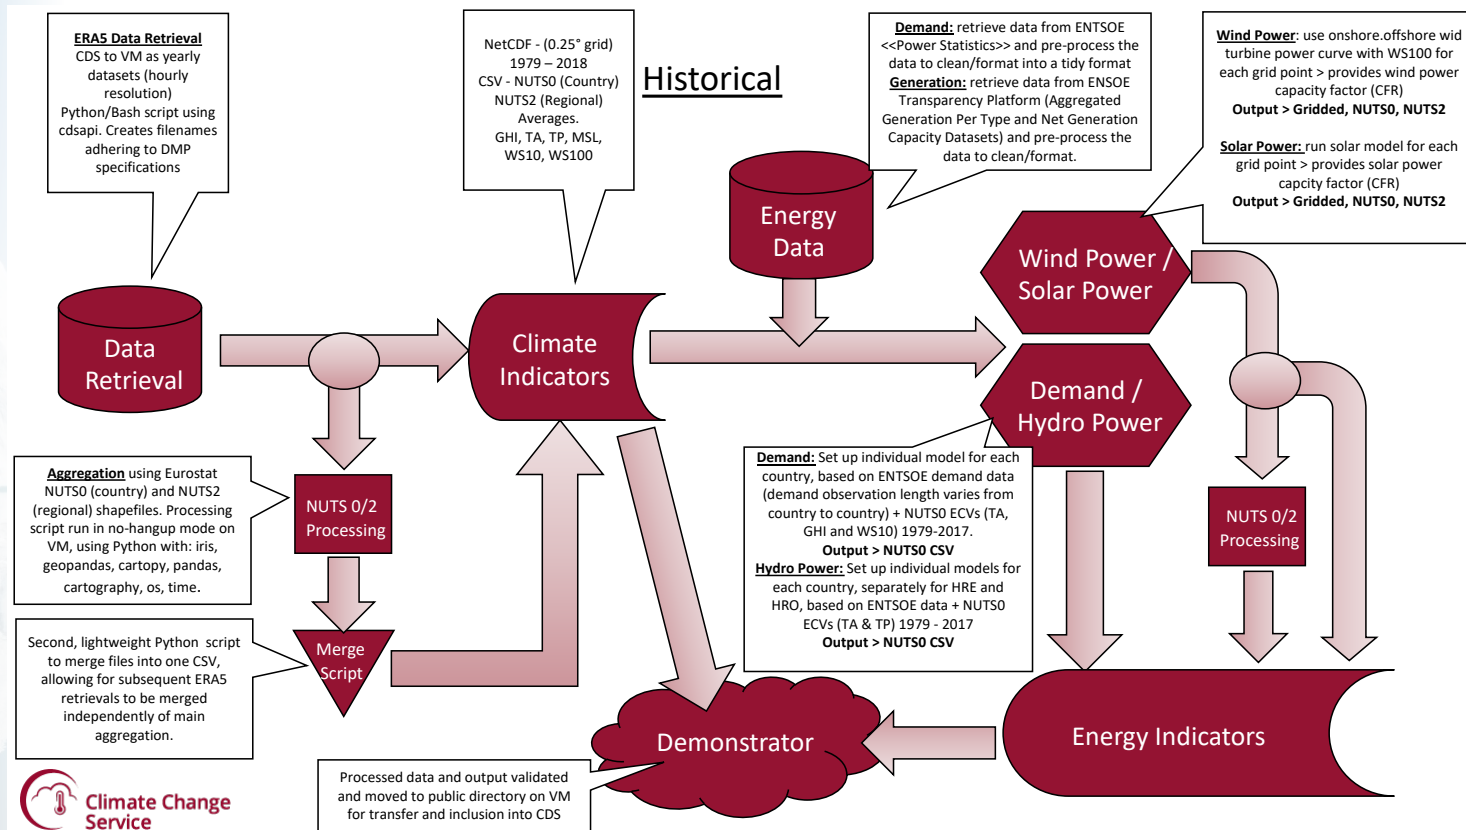 ERA5 Data Retrieval
CDS to VM as yearly
datasets (hourly
resolution)
Python/Bash script using
cdsapi. Creates filenames
adhering to DMP
specifications
NetCDF - (0.25° grid)
1979 – 2018
CSV - NUTS0 (Country)
NUTS2 (Regional)
Averages.
GHI, TA, TP, MSL,
WS10, WS100
Historical
Demand: retrieve data from ENTSOE
<<Power Statistics>> and pre-process the
data to clean/format into a tidy format
Generation: retrieve data from ENSOE
Transparency Platform (Aggregated
Generation Per Type and Net Generation
Capacity Datasets) and pre-process the
data to clean/format.
Wind Power: use onshore.offshore wid
turbine power curve with WS100 for
each grid point > provides wind power
capacity factor (CFR)
Output > Gridded, NUTS0, NUTS2
Solar Power: run solar model for each
grid point > provides solar power
capcity factor (CFR)
Output > Gridded, NUTS0, NUTS2
Energy
Data
Wind Power /
Solar Power
Data
Retrieval
Climate
Indicators
Demand /
Hydro Power
Aggregation using Eurostat
NUTS0 (country) and NUTS2
(regional) shapefiles. Processing
script run in no-hangup mode on
VM, using Python with: iris,
geopandas, cartopy, pandas,
cartography, os, time.
NUTS 0/2
Processing
Demand: Set up individual model for each
country, based on ENTSOE demand data
(demand observation length varies from
country to country) + NUTS0 ECVs (TA,
GHI and WS10) 1979-2017.
Output > NUTS0 CSV
Hydro Power: Set up individual models for
each country, separately for HRE and
HRO, based on ENTSOE data + NUTS0
ECVs (TA & TP) 1979 - 2017
Output > NUTS0 CSV
NUTS 0/2
Processing
Second, lightweight Python script
to merge files into one CSV,
allowing for subsequent ERA5
retrievals to be merged
independently of main
aggregation.
Merge
Script
Demonstrator
Energy Indicators
Processed data and output validated
and moved to public directory on VM
for transfer and inclusion into CDS
Climate Change
Service